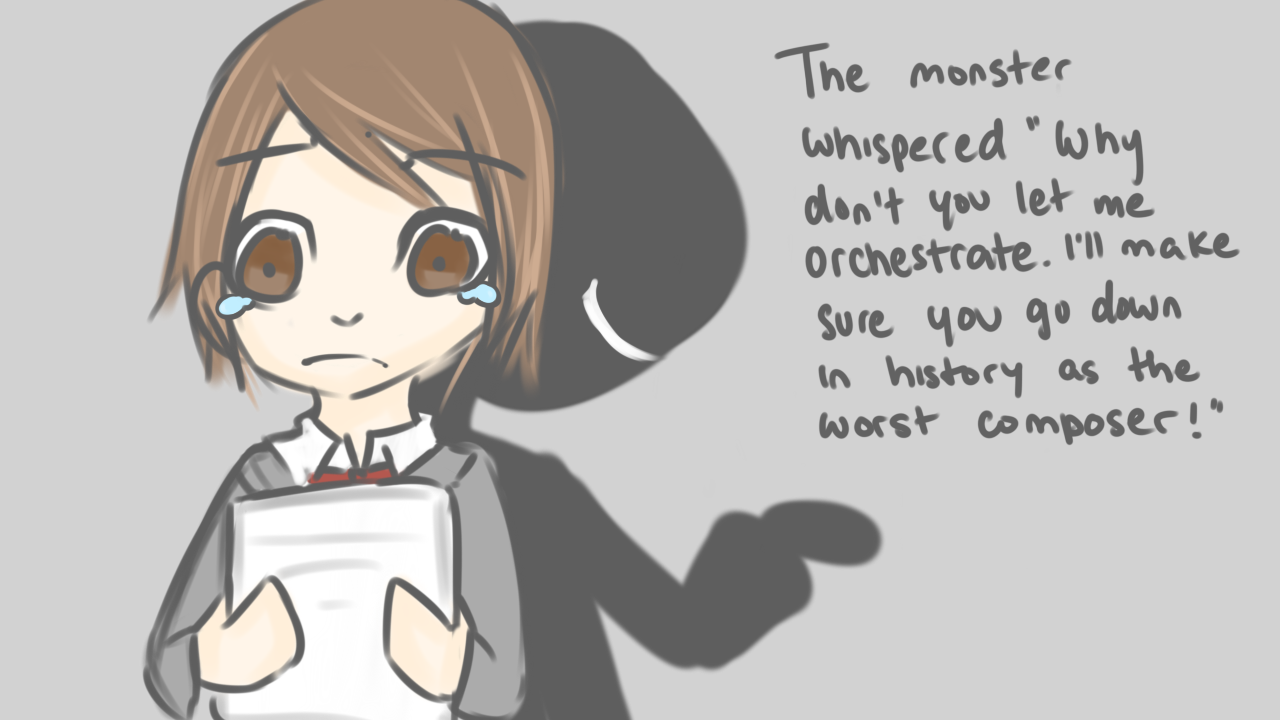 The monster
whispered "Why
don't you let me
orchestrate. I'll make
sure you go down
in history as the
worst composer!"